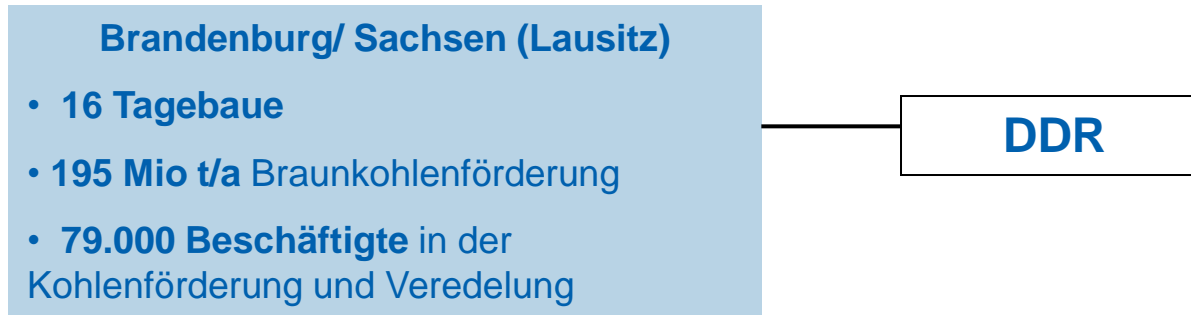 Brandenburg/ Sachsen (Lausitz)
• 16 Tagebaue
• 195 Mio t/a Braunkohlenförderung
• 79.000 Beschäftigte in der
Kohlenförderung und Veredelung
DDR